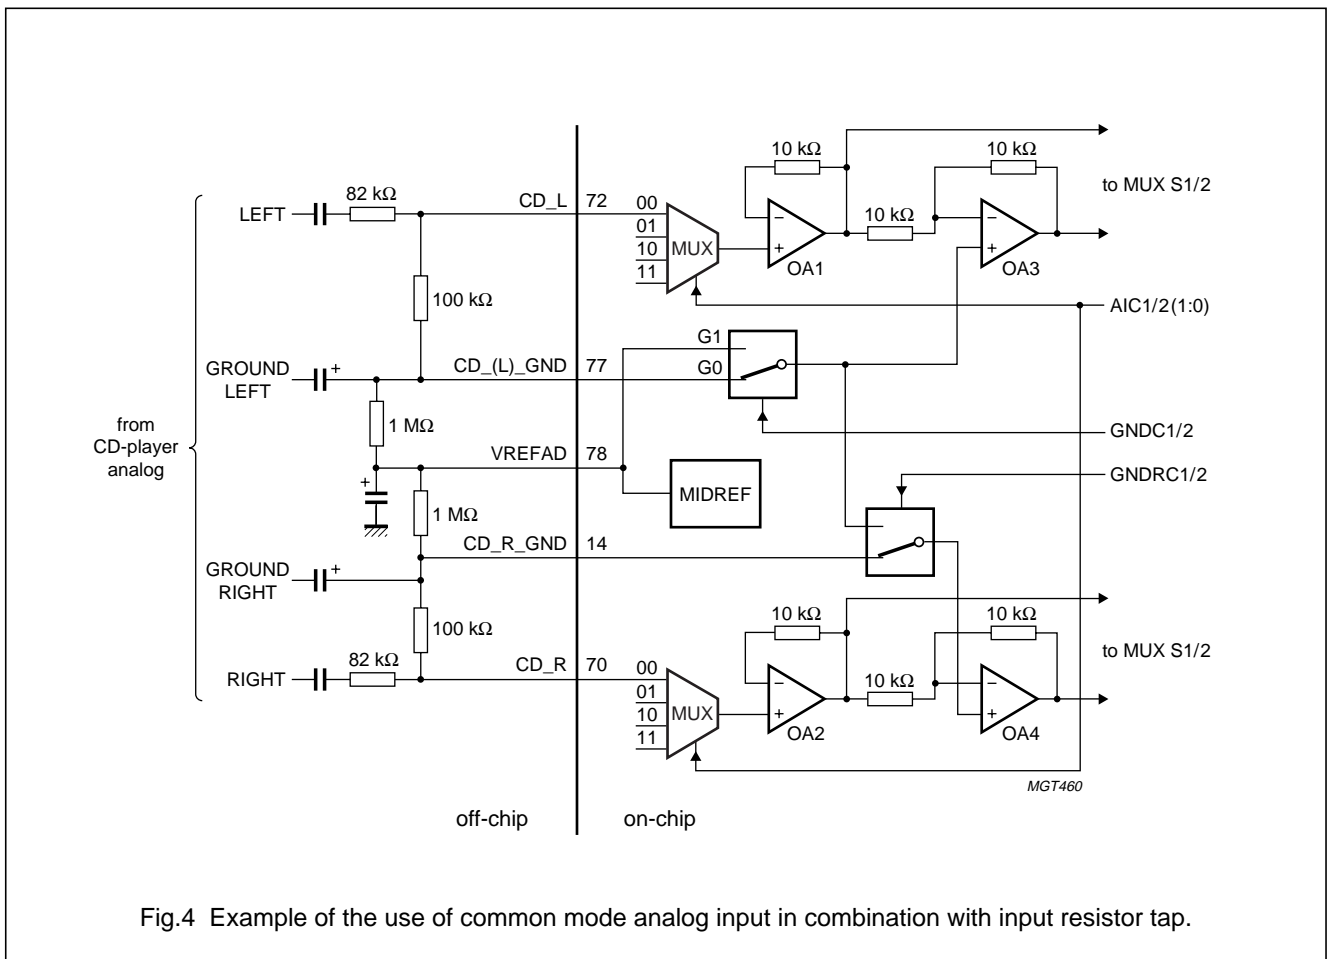 10 kΩ
10 kΩ
to MUX S1/2
82 kΩ
LEFT
CD_L
72
00
01
10
11
MUX
10 kΩ
OA1
OA3
−
+
−
+
100 kΩ
AIC1/2(1:0)
G1
G0
GROUND
LEFT
+
CD_(L)_GND
77
from
CD-player
analog
1 MΩ
GNDC1/2
VREFAD
78
MIDREF
GNDRC1/2
+
1 MΩ
CD_R_GND
14
GROUND
RIGHT
+
100 kΩ
10 kΩ
10 kΩ
to MUX S1/2
82 kΩ
RIGHT
CD_R
70
00
01
10
11
MUX
10 kΩ
−
+
−
+
OA2
OA4
MGT460
off-chip
on-chip
Fig.4 Example of the use of common mode analog input in combination with input resistor tap.